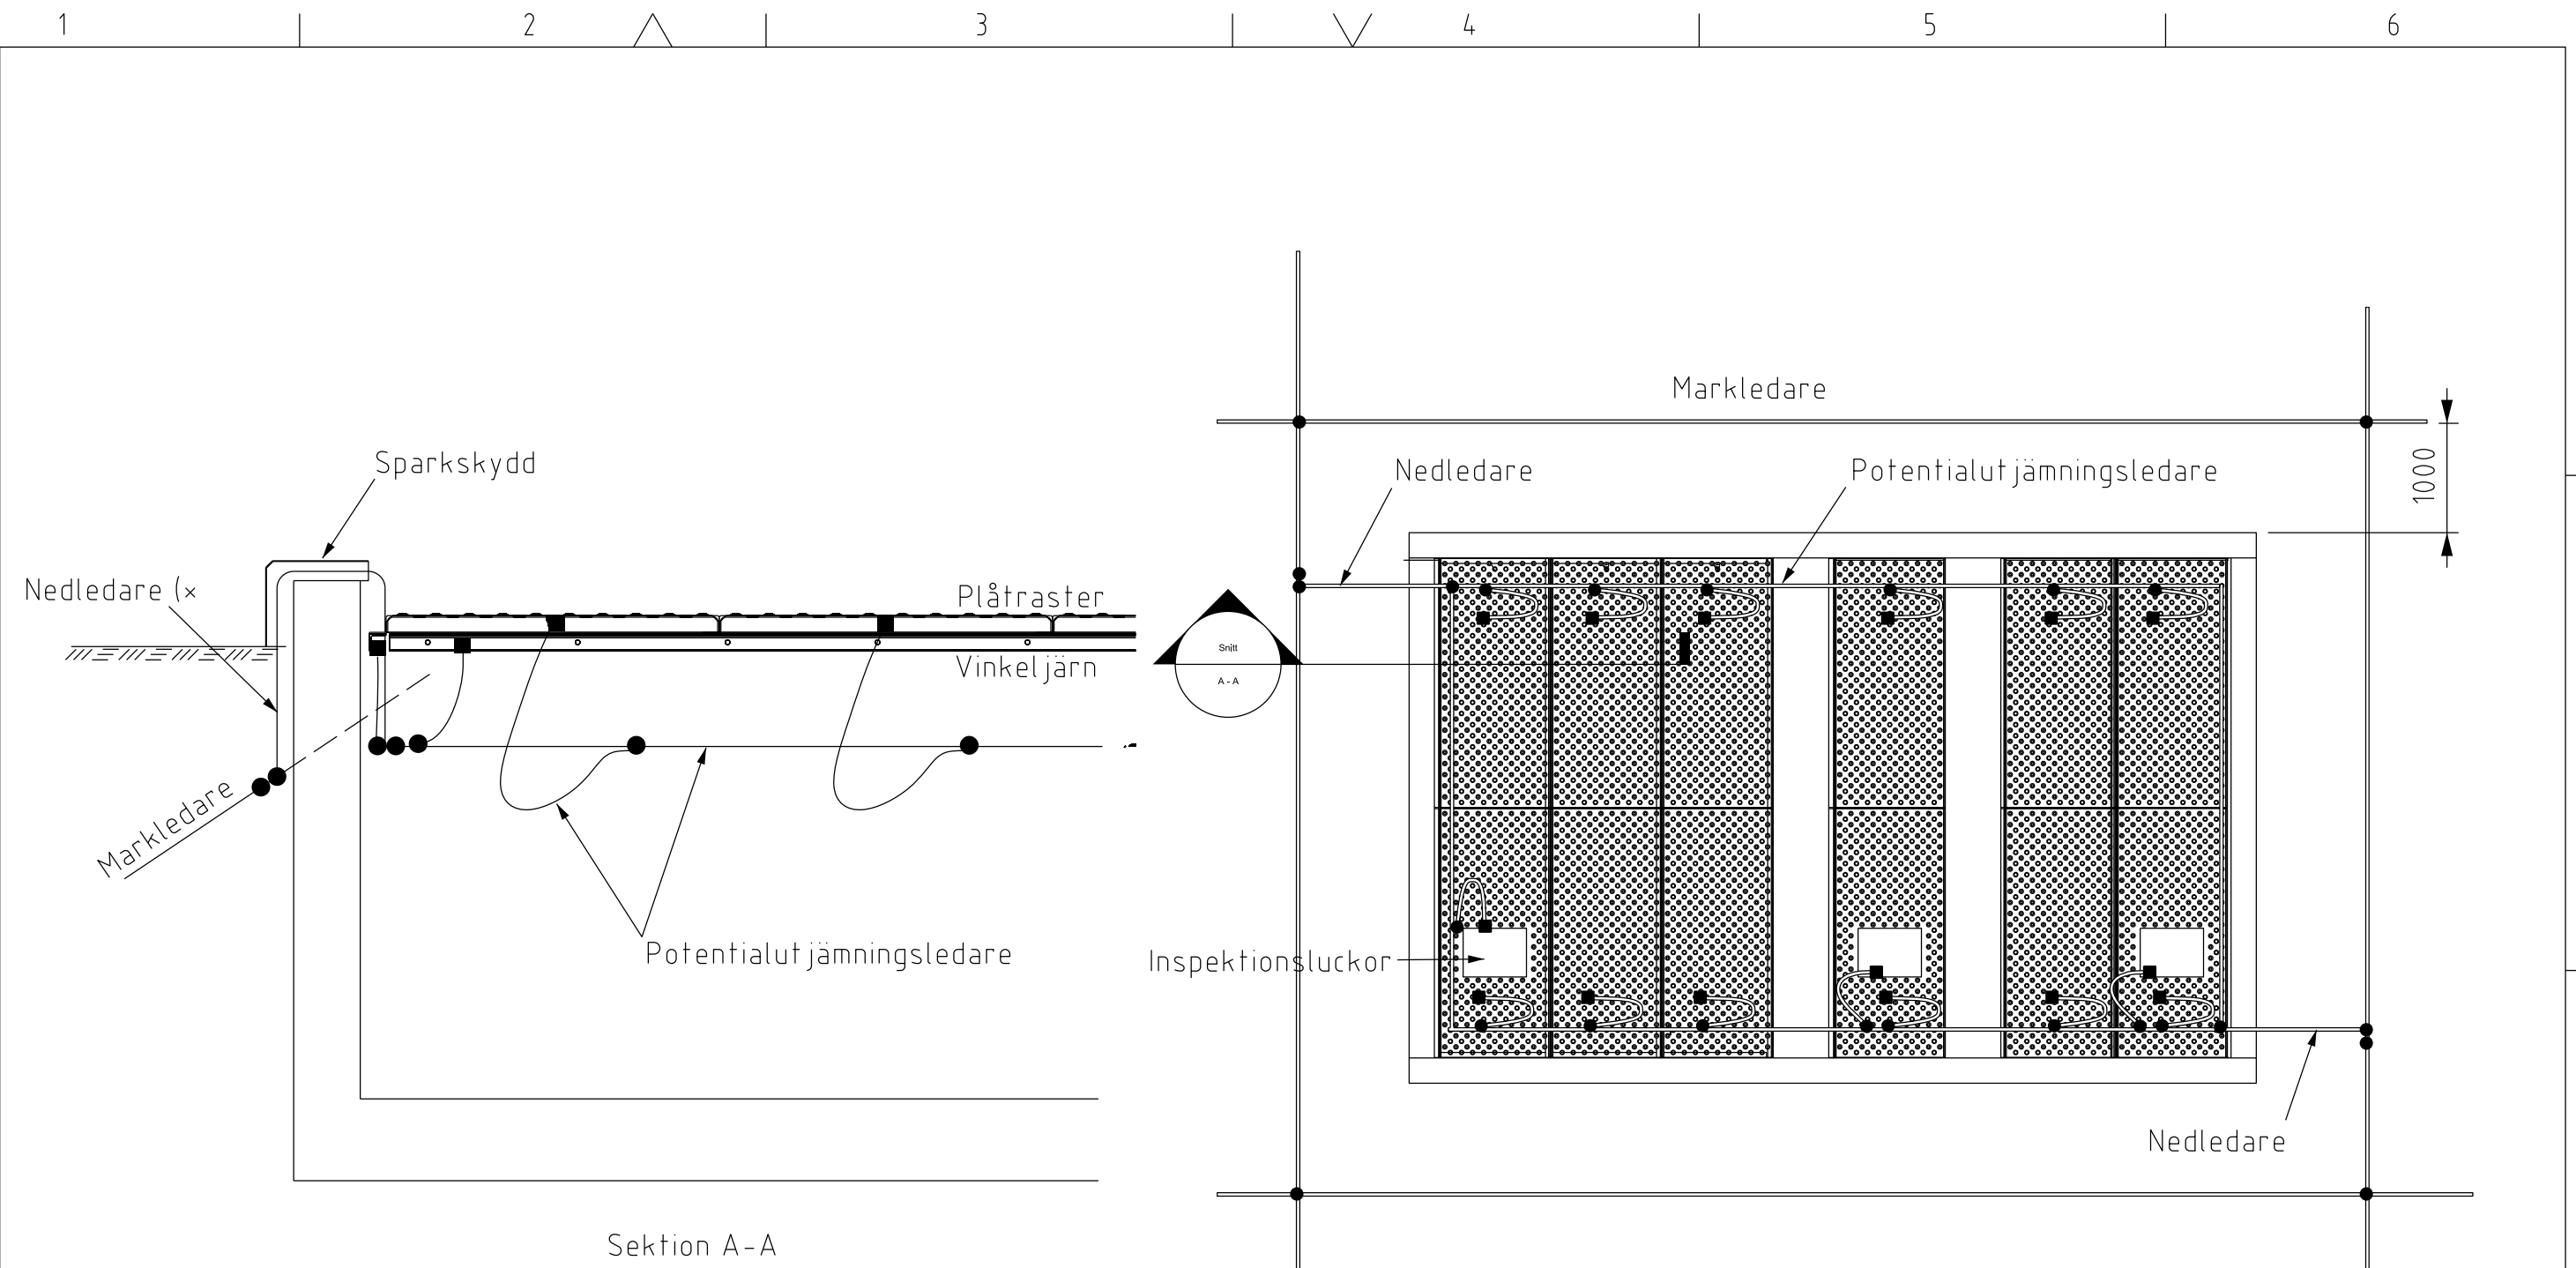 1 2 3 4 5 6
Markledare
Sparkskydd
Nedledare
Potentialutjämningsledare
1000
Nedledare (x
Plåtraster
Snitt
A - A
Vinkeljärn
Markledare
Potentialutjämningsledare
Inspektionsluckor
Nedledare
Sektion A-A